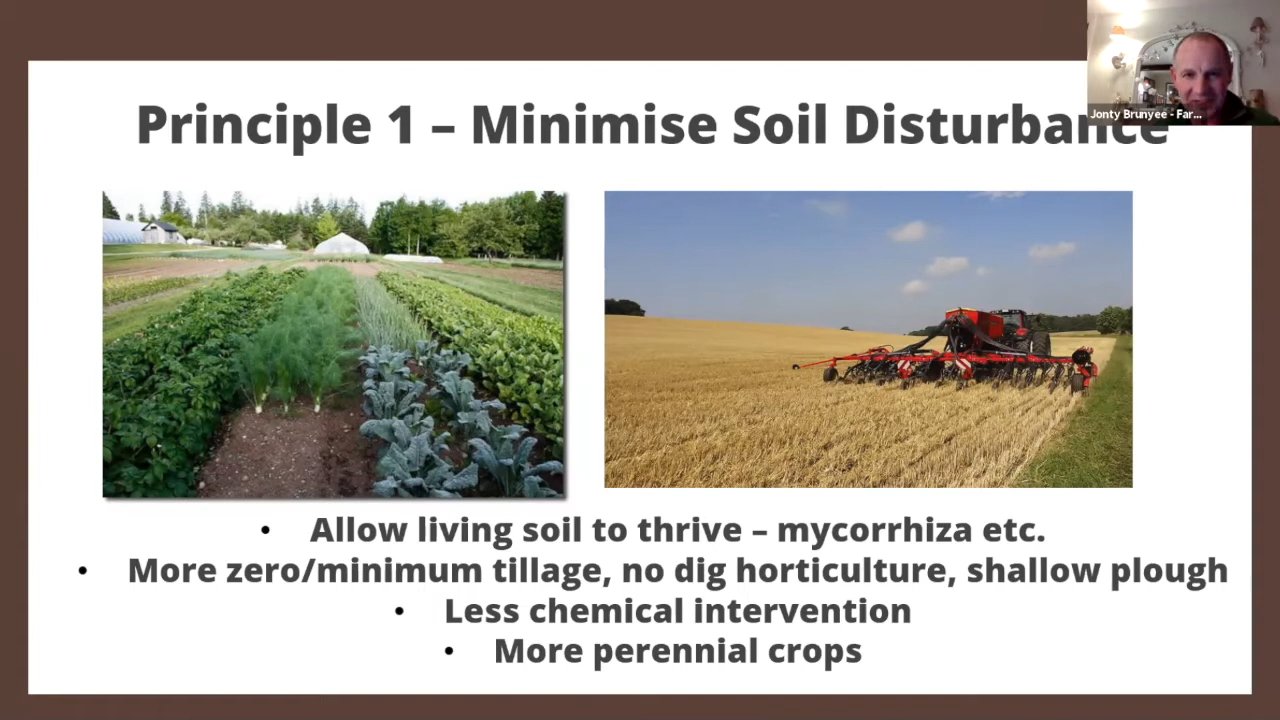 Jonty Brunyee - Far...
Principle 1 – Minimise Soil Disturbance
• Allow living soil to thrive – mycorrhiza etc.
• More zero/minimum tillage, no dig horticulture, shallow plough
• Less chemical intervention
• More perennial crops